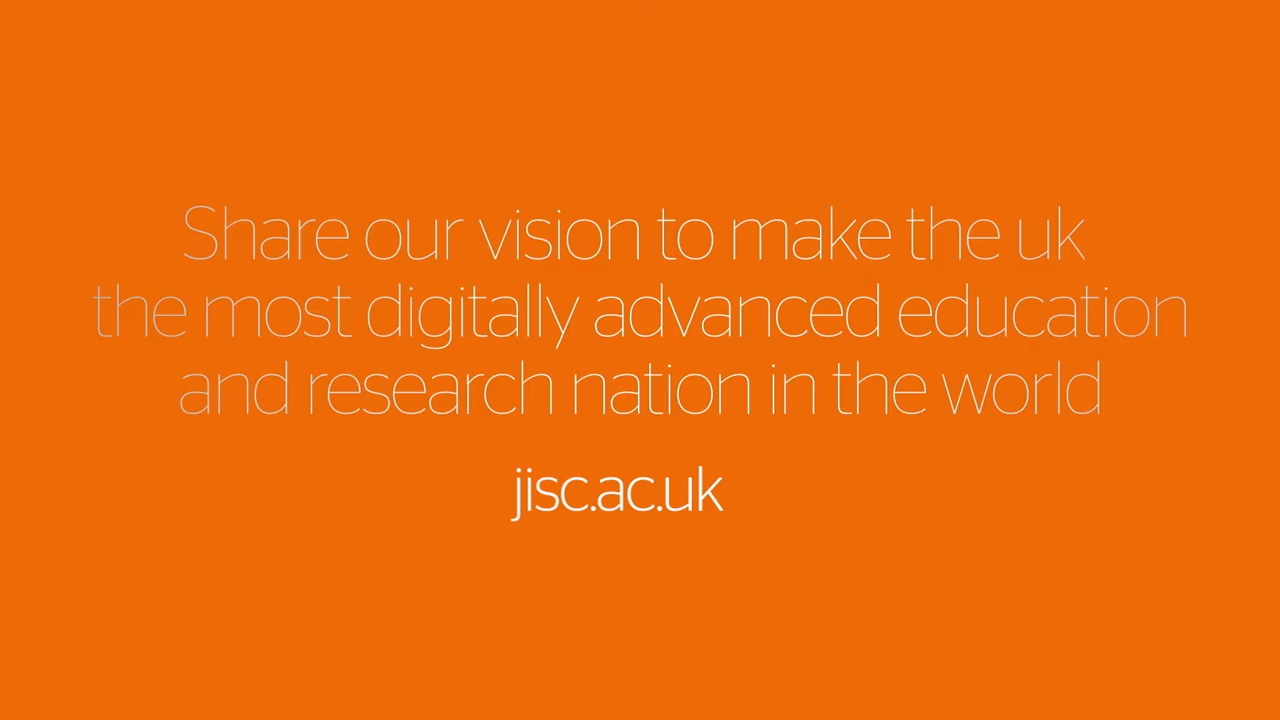 Share our vision to make the uk
the most digitally advanced education
and research nation in the world
jisc.ac.uk